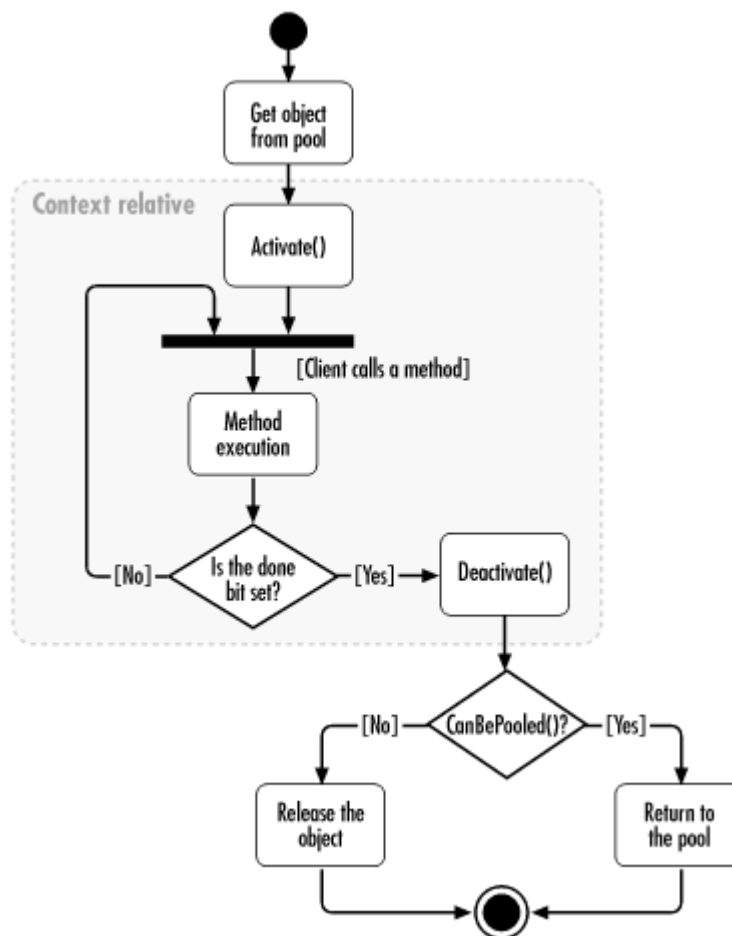 Get object
from pool
Context relative
Activate()
[Client calls a method]
Method
execution
Is the done
bit set?
[No]
[Yes]
Deactivate()
CanBePooled()?
[No]
[Yes]
Release the
object
Return to
the pool